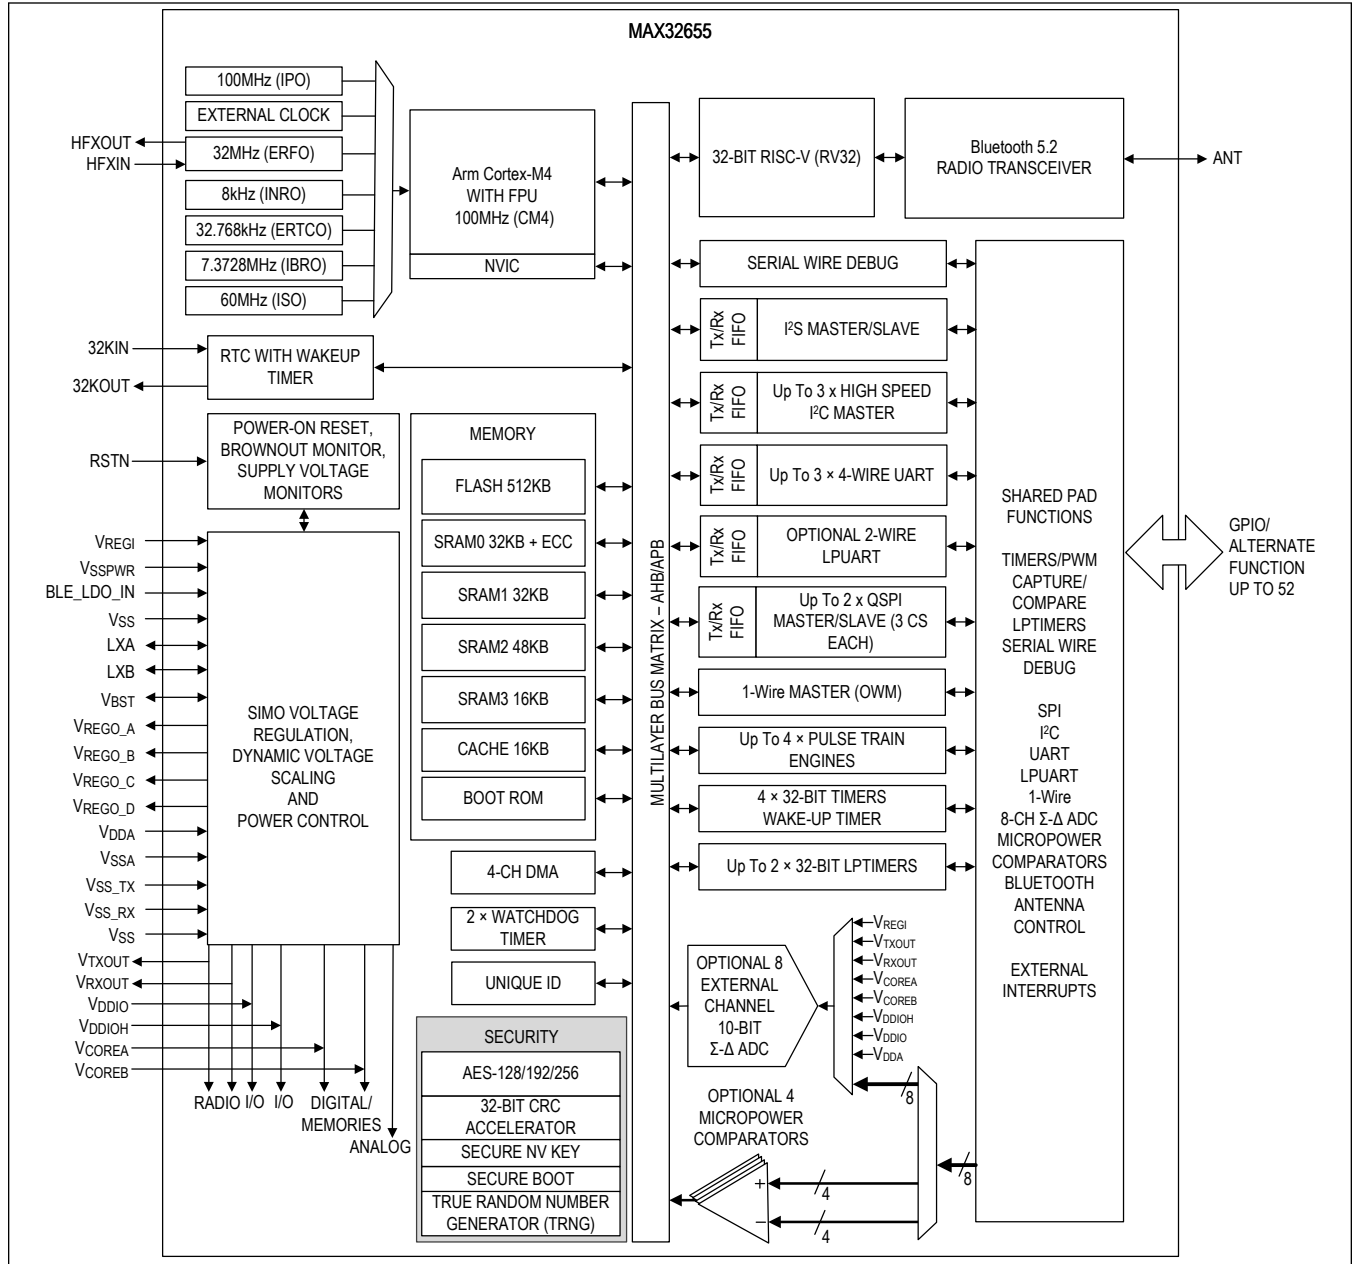 MAX32655
100MHz (IPO)
EXTERNAL CLOCK
HFXOUT
HFXIN
32MHz (ERFO)
8kHz (INRO)
32.768kHz (ERTCO)
7.3728MHz (IBRO)
60MHz (ISO)
Arm Cortex-M4
WITH FPU
100MHz (CM4)
NVIC
32KIN
32KOUT
RTC WITH WAKEUP
TIMER
RSTN
POWER-ON RESET,
BROWNOUT MONITOR,
SUPPLY VOLTAGE
MONITORS
VREGI
VSSPWR
BLE_LDO_IN
VSS
LXA
LXB
VBST
VREGO_A
VREGO_B
VREGO_C
VREGO_D
VDDA
VSSA
VSS_TX
VSS_RX
VSS
VTXOUT
VRXOUT
VDDIO
VDDIOH
VCOREA
VCOREB
SIMO VOLTAGE
REGULATION,
DYNAMIC VOLTAGE
SCALING
AND
POWER CONTROL
RADIO
I/O
I/O
DIGITAL/
MEMORIES
ANALOG
MEMORY
FLASH 512KB
SRAM0 32KB + ECC
SRAM1 32KB
SRAM2 48KB
SRAM3 16KB
CACHE 16KB
BOOT ROM
4-CH DMA
2 × WATCHDOG
TIMER
UNIQUE ID
SECURITY
AES-128/192/256
32-BIT CRC
ACCELERATOR
SECURE NV KEY
SECURE BOOT
TRUE RANDOM NUMBER
GENERATOR (TRNG)
MULTILAYER BUS MATRIX – AHB/APB
32-BIT RISC-V (RV32)
Bluetooth 5.2
RADIO TRANSCEIVER
ANT
SERIAL WIRE DEBUG
Tx/Rx
FIFO
I²S MASTER/SLAVE
Tx/Rx
FIFO
Up To 3 x HIGH SPEED
I²C MASTER
Tx/Rx
FIFO
Up To 3 × 4-WIRE UART
Tx/Rx
FIFO
OPTIONAL 2-WIRE
LPUART
Tx/Rx
FIFO
Up To 2 x QSPI
MASTER/SLAVE (3 CS
EACH)
1-Wire MASTER (OWM)
Up To 4 × PULSE TRAIN
ENGINES
4 × 32-BIT TIMERS
WAKE-UP TIMER
Up To 2 × 32-BIT LPTIMERS
OPTIONAL 8
EXTERNAL
CHANNEL
10-BIT
Σ-Δ ADC
VREGI
VTXOUT
VRXOUT
VCOREA
VCOREB
VDDIOH
VDDIO
VDDA
8
OPTIONAL 4
MICROPOWER
COMPARATORS
+
−
4
4
8
SHARED PAD
FUNCTIONS
TIMERS/PWM
CAPTURE/
COMPARE
LPTIMERS
SERIAL WIRE
DEBUG
SPI
I²C
UART
LPUART
1-Wire
8-CH Σ-Δ ADC
MICROPOWER
COMPARATORS
BLUETOOTH
ANTENNA
CONTROL
EXTERNAL
INTERRUPTS
GPIO/
ALTERNATE
FUNCTION
UP TO 52